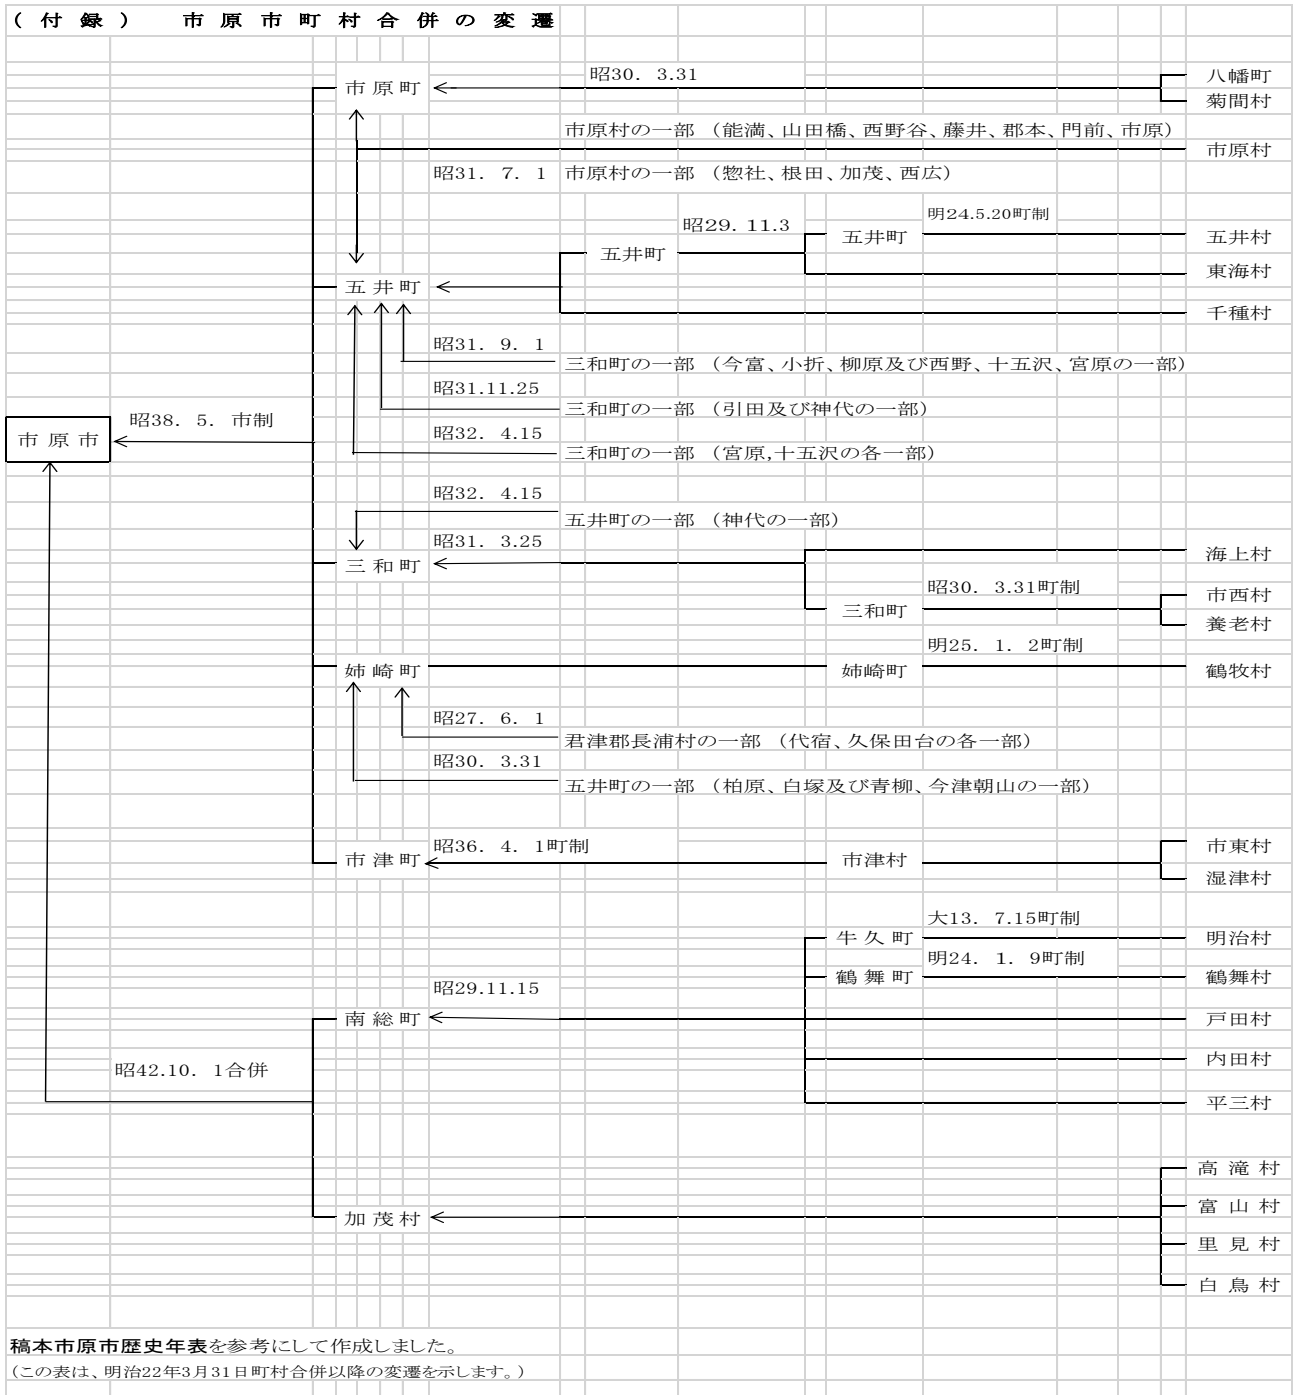 (付録) 市原市町村合併の変遷
昭30. 3.31
八幡町
市原町
菊間村
市原村の一部 (能満、山田橋、西野谷、藤井、郡本、門前、市原)
市原村
昭31. 7. 1 市原村の一部 (惣社、根田、加茂、西広)
明24.5.20町制
昭29. 11.3
五井町
五井村
五井町
東海村
五井町
千種村
昭31. 9. 1
三和町の一部 (今富、小折、柳原及び西野、十五沢、宮原の一部)
昭31.11.25
三和町の一部 (引田及び神代の一部)
昭38. 5. 市制
昭32. 4.15
市原市
三和町の一部 (宮原,十五沢の各一部)
昭32. 4.15
五井町の一部 (神代の一部)
昭31. 3.25
海上村
三和町
昭30. 3.31町制
市西村
三和町
養老村
明25. 1. 2町制
姉崎町
姉崎町
鶴牧村
昭27. 6. 1
君津郡長浦村の一部 (代宿、久保田台の各一部)
昭30. 3.31
五井町の一部 (柏原、白塚及び青柳、今津朝山の一部)
昭36. 4. 1町制
市東村
市津町
市津村
湿津村
大13. 7.15町制
牛久町
明治村
明24. 1. 9町制
鶴舞町
鶴舞村
昭29.11.15
南総町
戸田村
昭42.10. 1合併
内田村
平三村
高滝村
富山村
加茂村
里見村
白鳥村
稿本市原市歴史年表を参考にして作成しました。
(この表は、明治22年3月31日町村合併以降の変遷を示します。)